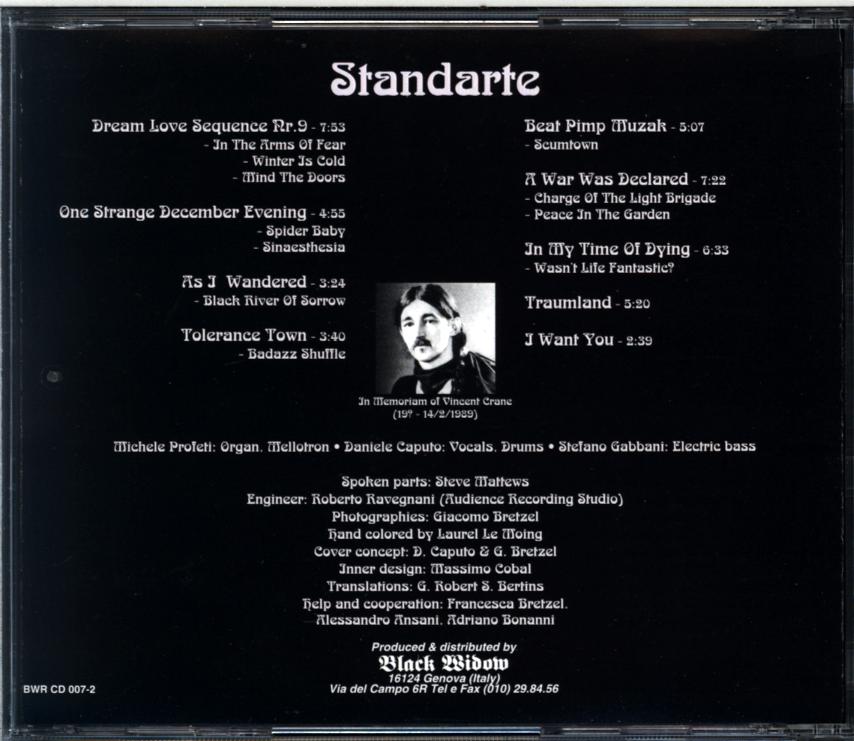 Standarte
Dream Love Sequence Nr.9 - 7:53
- In The Arms Of Fear
- Winter Is Cold
- Mind The Doors
One Strange December Evening - 4:55
- Spider Baby
- Sinaesthesia
As I Wandered - 3:24
- Black River Of Sorrow
Tolerance Town - 3:40
- Badazz Shuffle
Beat Pimp Muzak - 5:07
- Scumtown
A War Was Declared - 7:22
- Charge Of The Light Brigade
- Peace In The Garden
In My Time Of Dying - 6:33
- Wasn't Life Fantastic?
Traumland - 5:20
I Want You - 2:39
In Memoriam of Vincent Crane
(19? - 14/2/1989)
Michele Profeti: Organ, Mellotron • Daniele Caputo: Vocals, Drums • Stefano Gabbani: Electric bass
Spoken parts: Steve Mattews
Engineer: Roberto Ravegnani (Audience Recording Studio)
Photographies: Giacomo Bretzel
Hand colored by Laurel Le Moing
Cover concept: D. Caputo & G. Bretzel
Inner design: Massimo Cobal
Translations: G. Robert S. Bertins
Help and cooperation: Francesca Bretzel.
Alessandro Ansani, Adriano Bonanni
Produced & distributed by
Black Widow
16124 Genova (Italy)
Via del Campo 6R Tel e Fax (010) 29.84.56
BWR CD 007-2